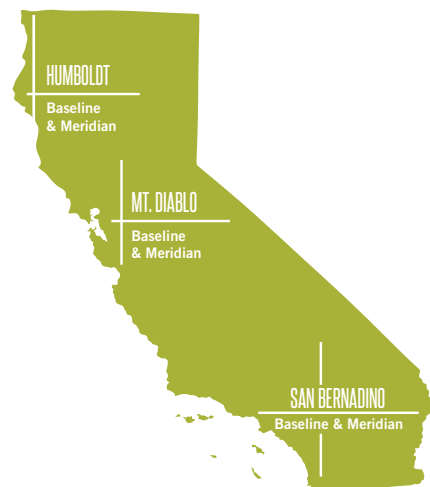 HUMBOLDT
Baseline
& Meridian
MT. DIABLO
Baseline
& Meridian
SAN BERNADINO
Baseline & Meridian